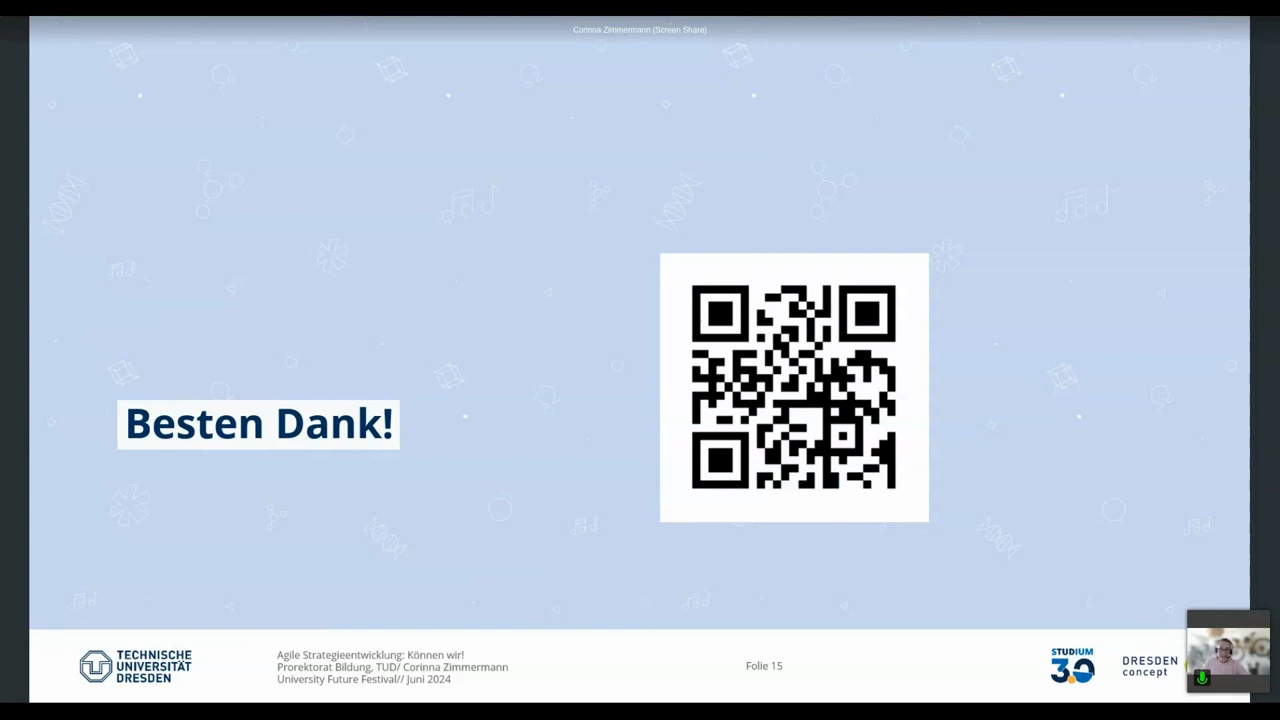 Corinna Zimmermann (Screen Share)
Besten Dank!
TECHNISCHE
UNIVERSITÄT
DRESDEN
Agile Strategieentwicklung: Können wir!
Prorektorat Bildung, TUD/ Corinna Zimmermann
University Future Festival// Juni 2024
Folie 15
STUDIUM
3.0
DRESDEN
concept